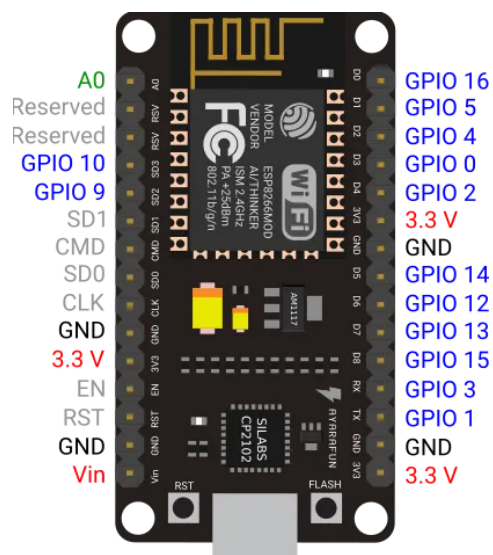 A0
Reserved
Reserved
GPIO 10
GPIO 9
SD1
CMD
SD0
CLK
GND
3.3 V
EN
RST
GND
Vin
A0
RSV
RSV
SD3
SD2
SD1
CMD
SD0
CLK
GND
3V3
EN
RST
GND
Vin
MODEL
VENDOR
ESP8266MOD
AI/THINKER
ISM 2.4GHz
PA +25dBm
802.11b/g/n
FC
Wi Fi
AM1117
SILABS
CP2102
AYARAFUN
RST
FLASH
D0
D1
D2
D3
D4
3V3
GND
D5
D6
D7
D8
RX
TX
GND
3V3
GPIO 16
GPIO 5
GPIO 4
GPIO 0
GPIO 2
3.3 V
GND
GPIO 14
GPIO 12
GPIO 13
GPIO 15
GPIO 3
GPIO 1
GND
3.3 V